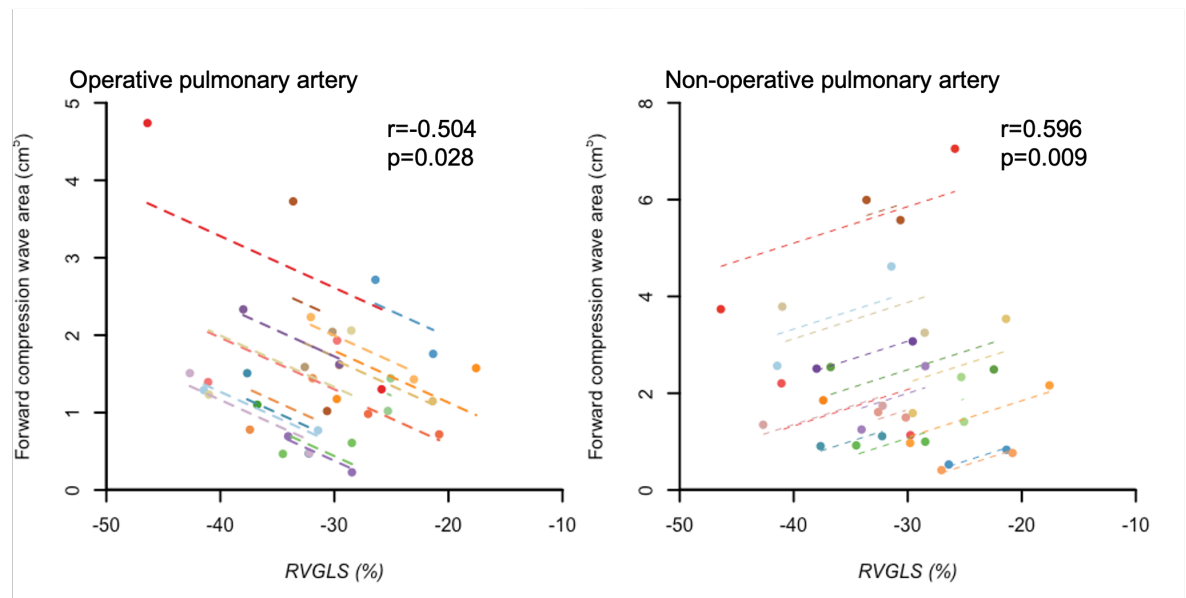 Operative pulmonary artery
r=-0.504
p=0.028
Forward compression wave area (cm⁵)
5
4
3
2
1
0
-50 -40 -30 -20 -10
RVGLS (%)
Non-operative pulmonary artery
r=0.596
p=0.009
Forward compression wave area (cm⁵)
8
6
4
2
0
-50 -40 -30 -20 -10
RVGLS (%)